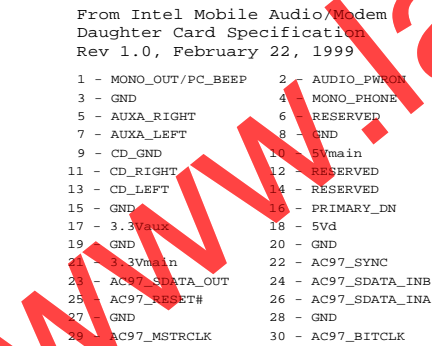 From Intel Mobile Audio/Modem
Daughter Card Specification
Rev 1.0, February 22, 1999
1 - MONO_OUT/PC_BEEP 2 - AUDIO_PWRON
3 - GND 4 - MONO_PHONE
5 - AUXA_RIGHT 6 - RESERVED
7 - AUXA_LEFT 8 - GND
9 - CD_GND 10 - 5Vmain
11 - CD_RIGHT 12 - RESERVED
13 - CD_LEFT 14 - RESERVED
15 - GND 16 - PRIMARY_DN
17 - 3.3Vaux 18 - 5Vd
19 - GND 20 - GND
21 - 3.3Vmain 22 - AC97_SYNC
23 - AC97_SDATA_OUT 24 - AC97_SDATA_INB
25 - AC97_RESET# 26 - AC97_SDATA_INA
27 - GND 28 - GND
29 - AC97_MSTRCLK 30 - AC97_BITCLK
www.la